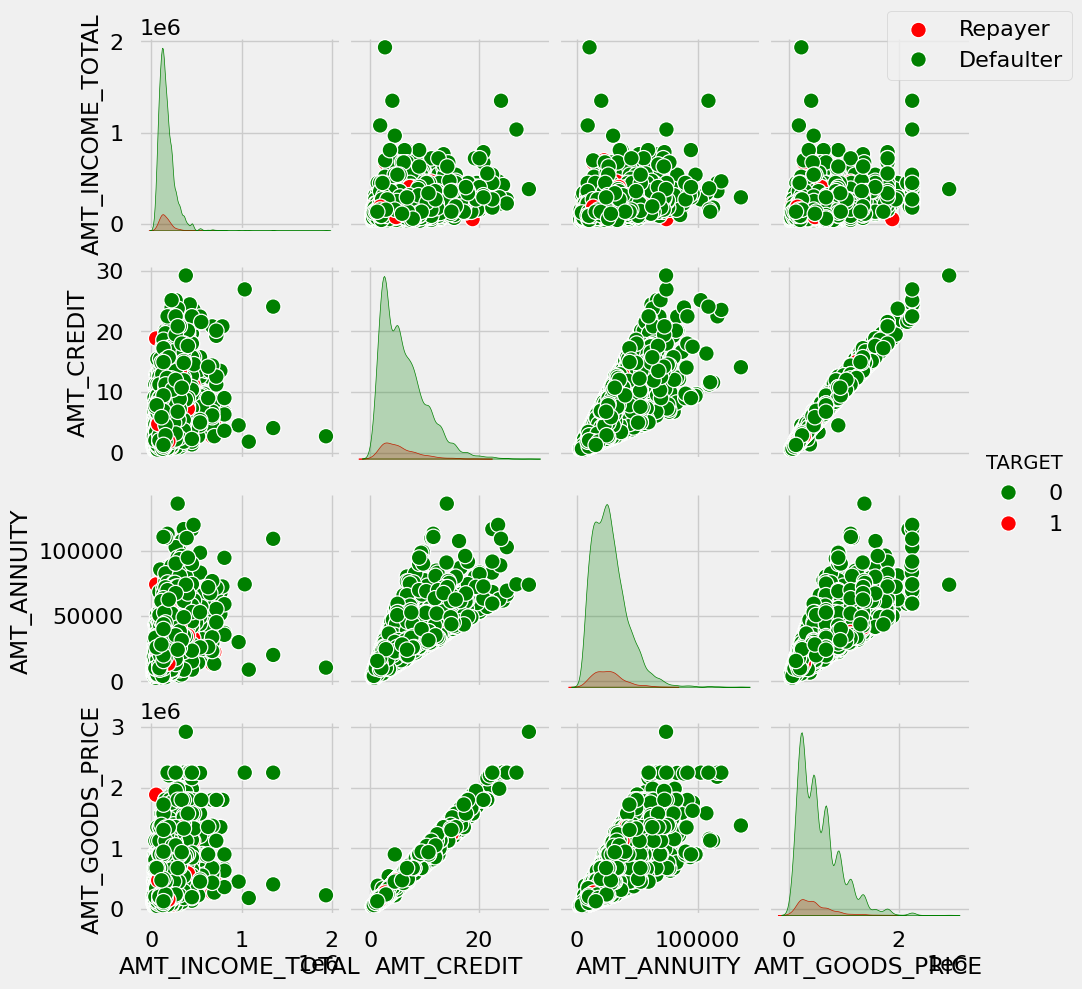 1e6
Repayer
Defaulter
AMT_INCOME_TOTAL
2
1
0
AMT_CREDIT
30
20
10
0
TARGET
0
1
AMT_ANNUITY
100000
50000
0
1e6
AMT_GOODS_PRICE
3
2
1
0
0 1 2 0 20 0 100000 0 2
1e6 1e6
AMT_INCOME_TOTAL AMT_CREDIT AMT_ANNUITY AMT_GOODS_PRICE